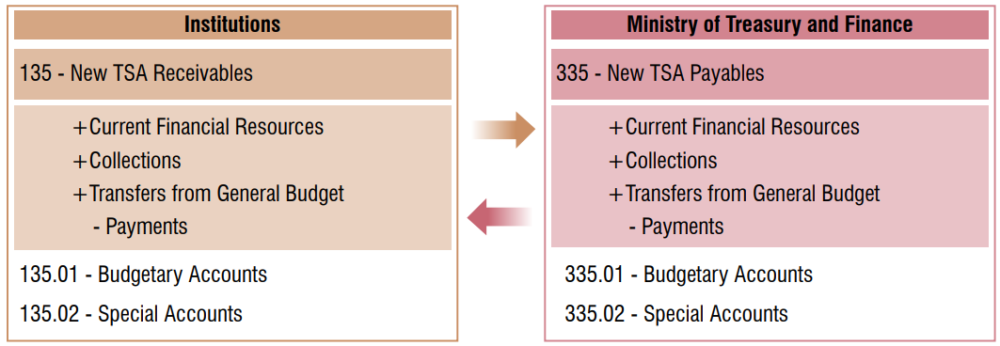 Institutions
135 - New TSA Receivables
+Current Financial Resources
+Collections
+Transfers from General Budget
- Payments
135.01 - Budgetary Accounts
135.02 - Special Accounts
Ministry of Treasury and Finance
335 - New TSA Payables
+Current Financial Resources
+Collections
+Transfers from General Budget
- Payments
335.01 - Budgetary Accounts
335.02 - Special Accounts